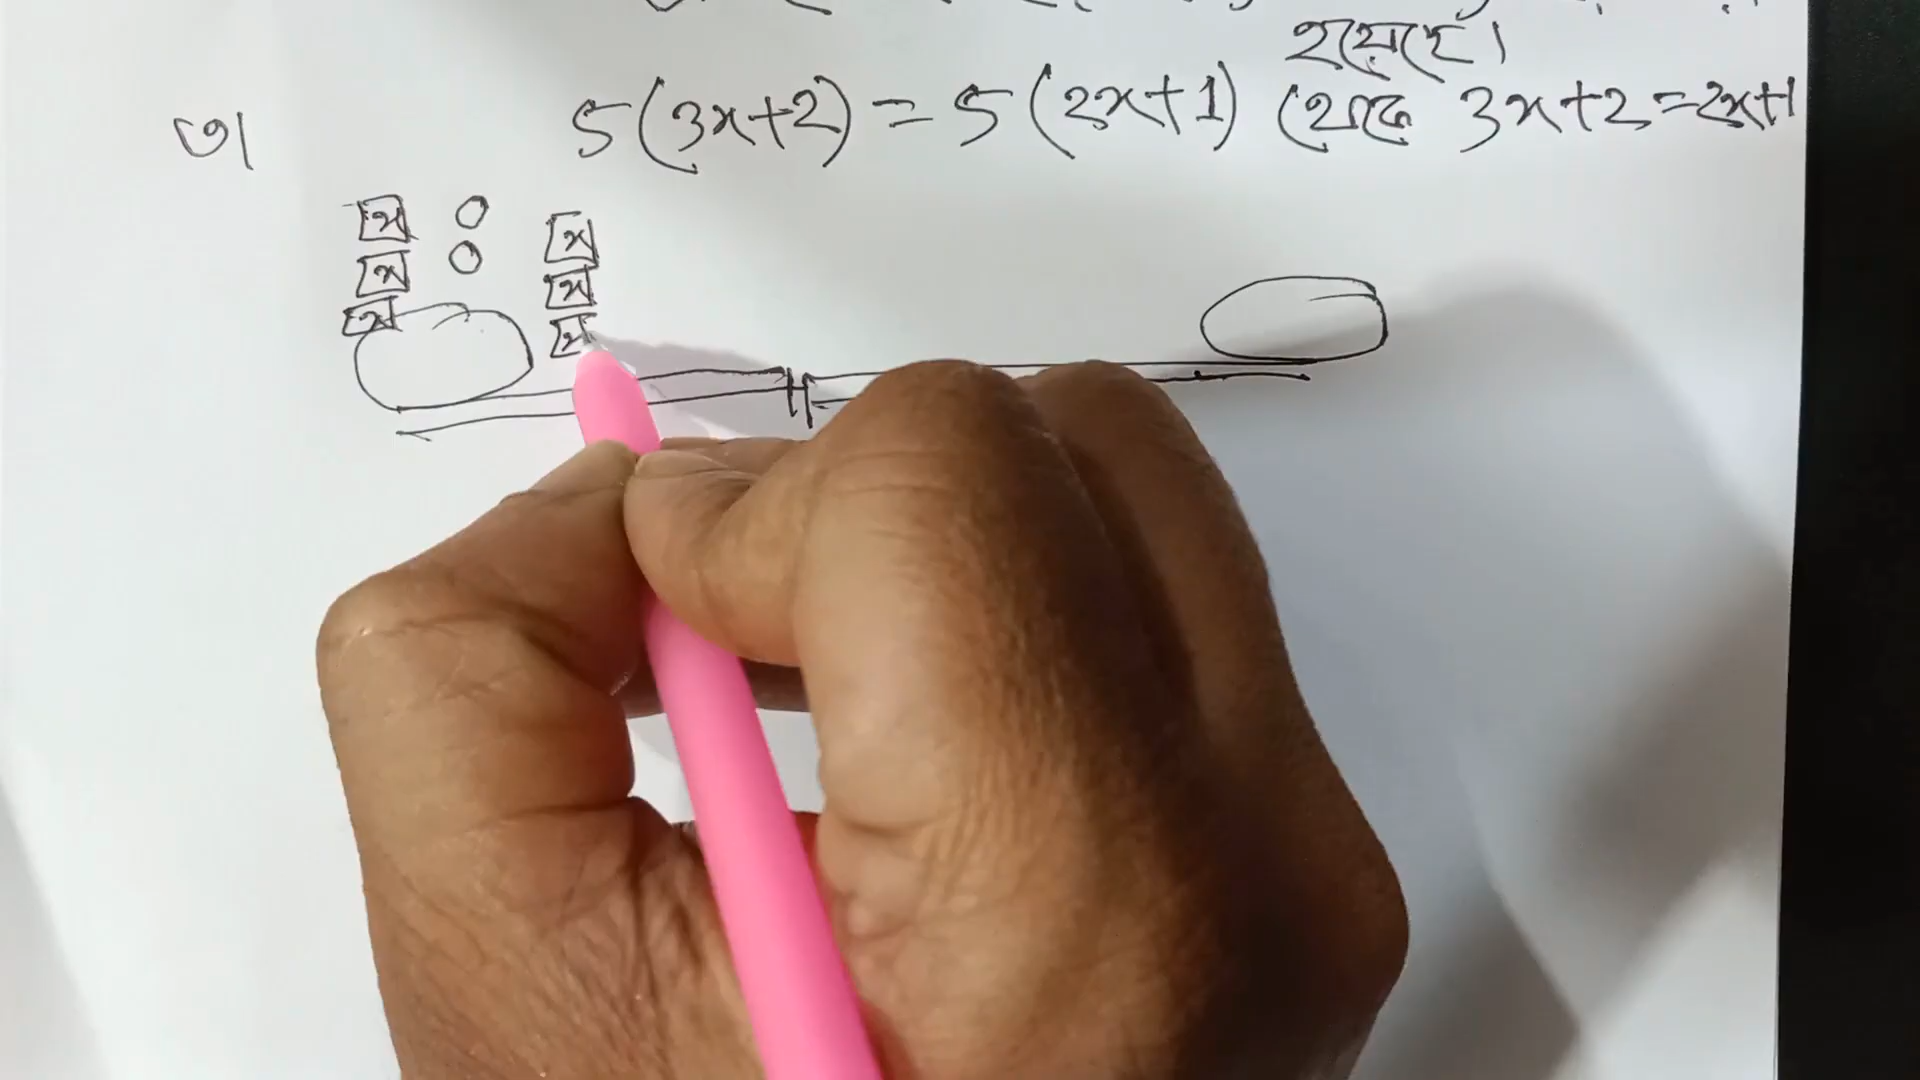 হয়েছে।
৩। 5(3x+2) = 5(2x+1) থেকে 3x+2=2x+1
x x
x x
x x